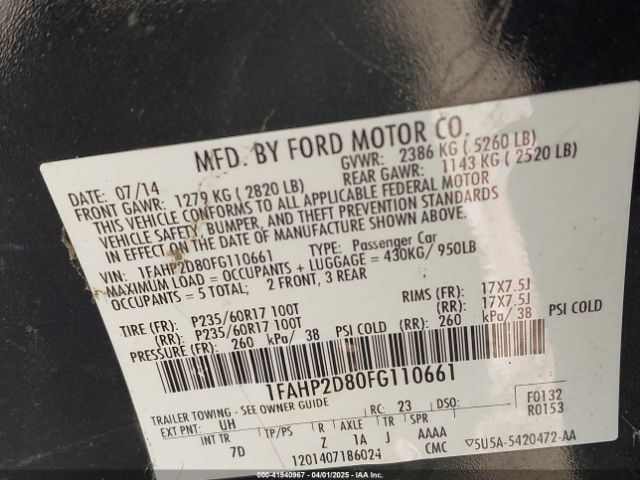 MFD. BY FORD MOTOR CO.
DATE: 07/14 GVWR: 2386 KG ( 5260 LB)
FRONT GAWR: 1279 KG ( 2820 LB) REAR GAWR: 1143 KG ( 2520 LB)
THIS VEHICLE CONFORMS TO ALL APPLICABLE FEDERAL MOTOR
VEHICLE SAFETY, BUMPER, AND THEFT PREVENTION STANDARDS
IN EFFECT ON THE DATE OF MANUFACTURE SHOWN ABOVE.
VIN: 1FAHP2D80FG110661 TYPE: Passenger Car
MAXIMUM LOAD = OCCUPANTS + LUGGAGE = 430KG/ 950LB
OCCUPANTS = 5 TOTAL; 2 FRONT, 3 REAR
TIRE (FR): P235/60R17 100T RIMS (FR): 17X7.5J
(RR): P235/60R17 100T (RR): 17X7.5J
PRESSURE (FR): 260 kPa/ 38 PSI COLD (RR): 260 kPa/ 38 PSI COLD
1FAHP2D80FG110661
TRAILER TOWING - SEE OWNER GUIDE
EXT PNT: UH RC: 23 DSO: F0132
R0153
INT TR TP/PS R AXLE TR SPR
7D Z 1A J AAAA
1201407186024 CMC ▽5U5A-5420472-AA
000-41940967 - 04/01/2025 - IAA Inc.